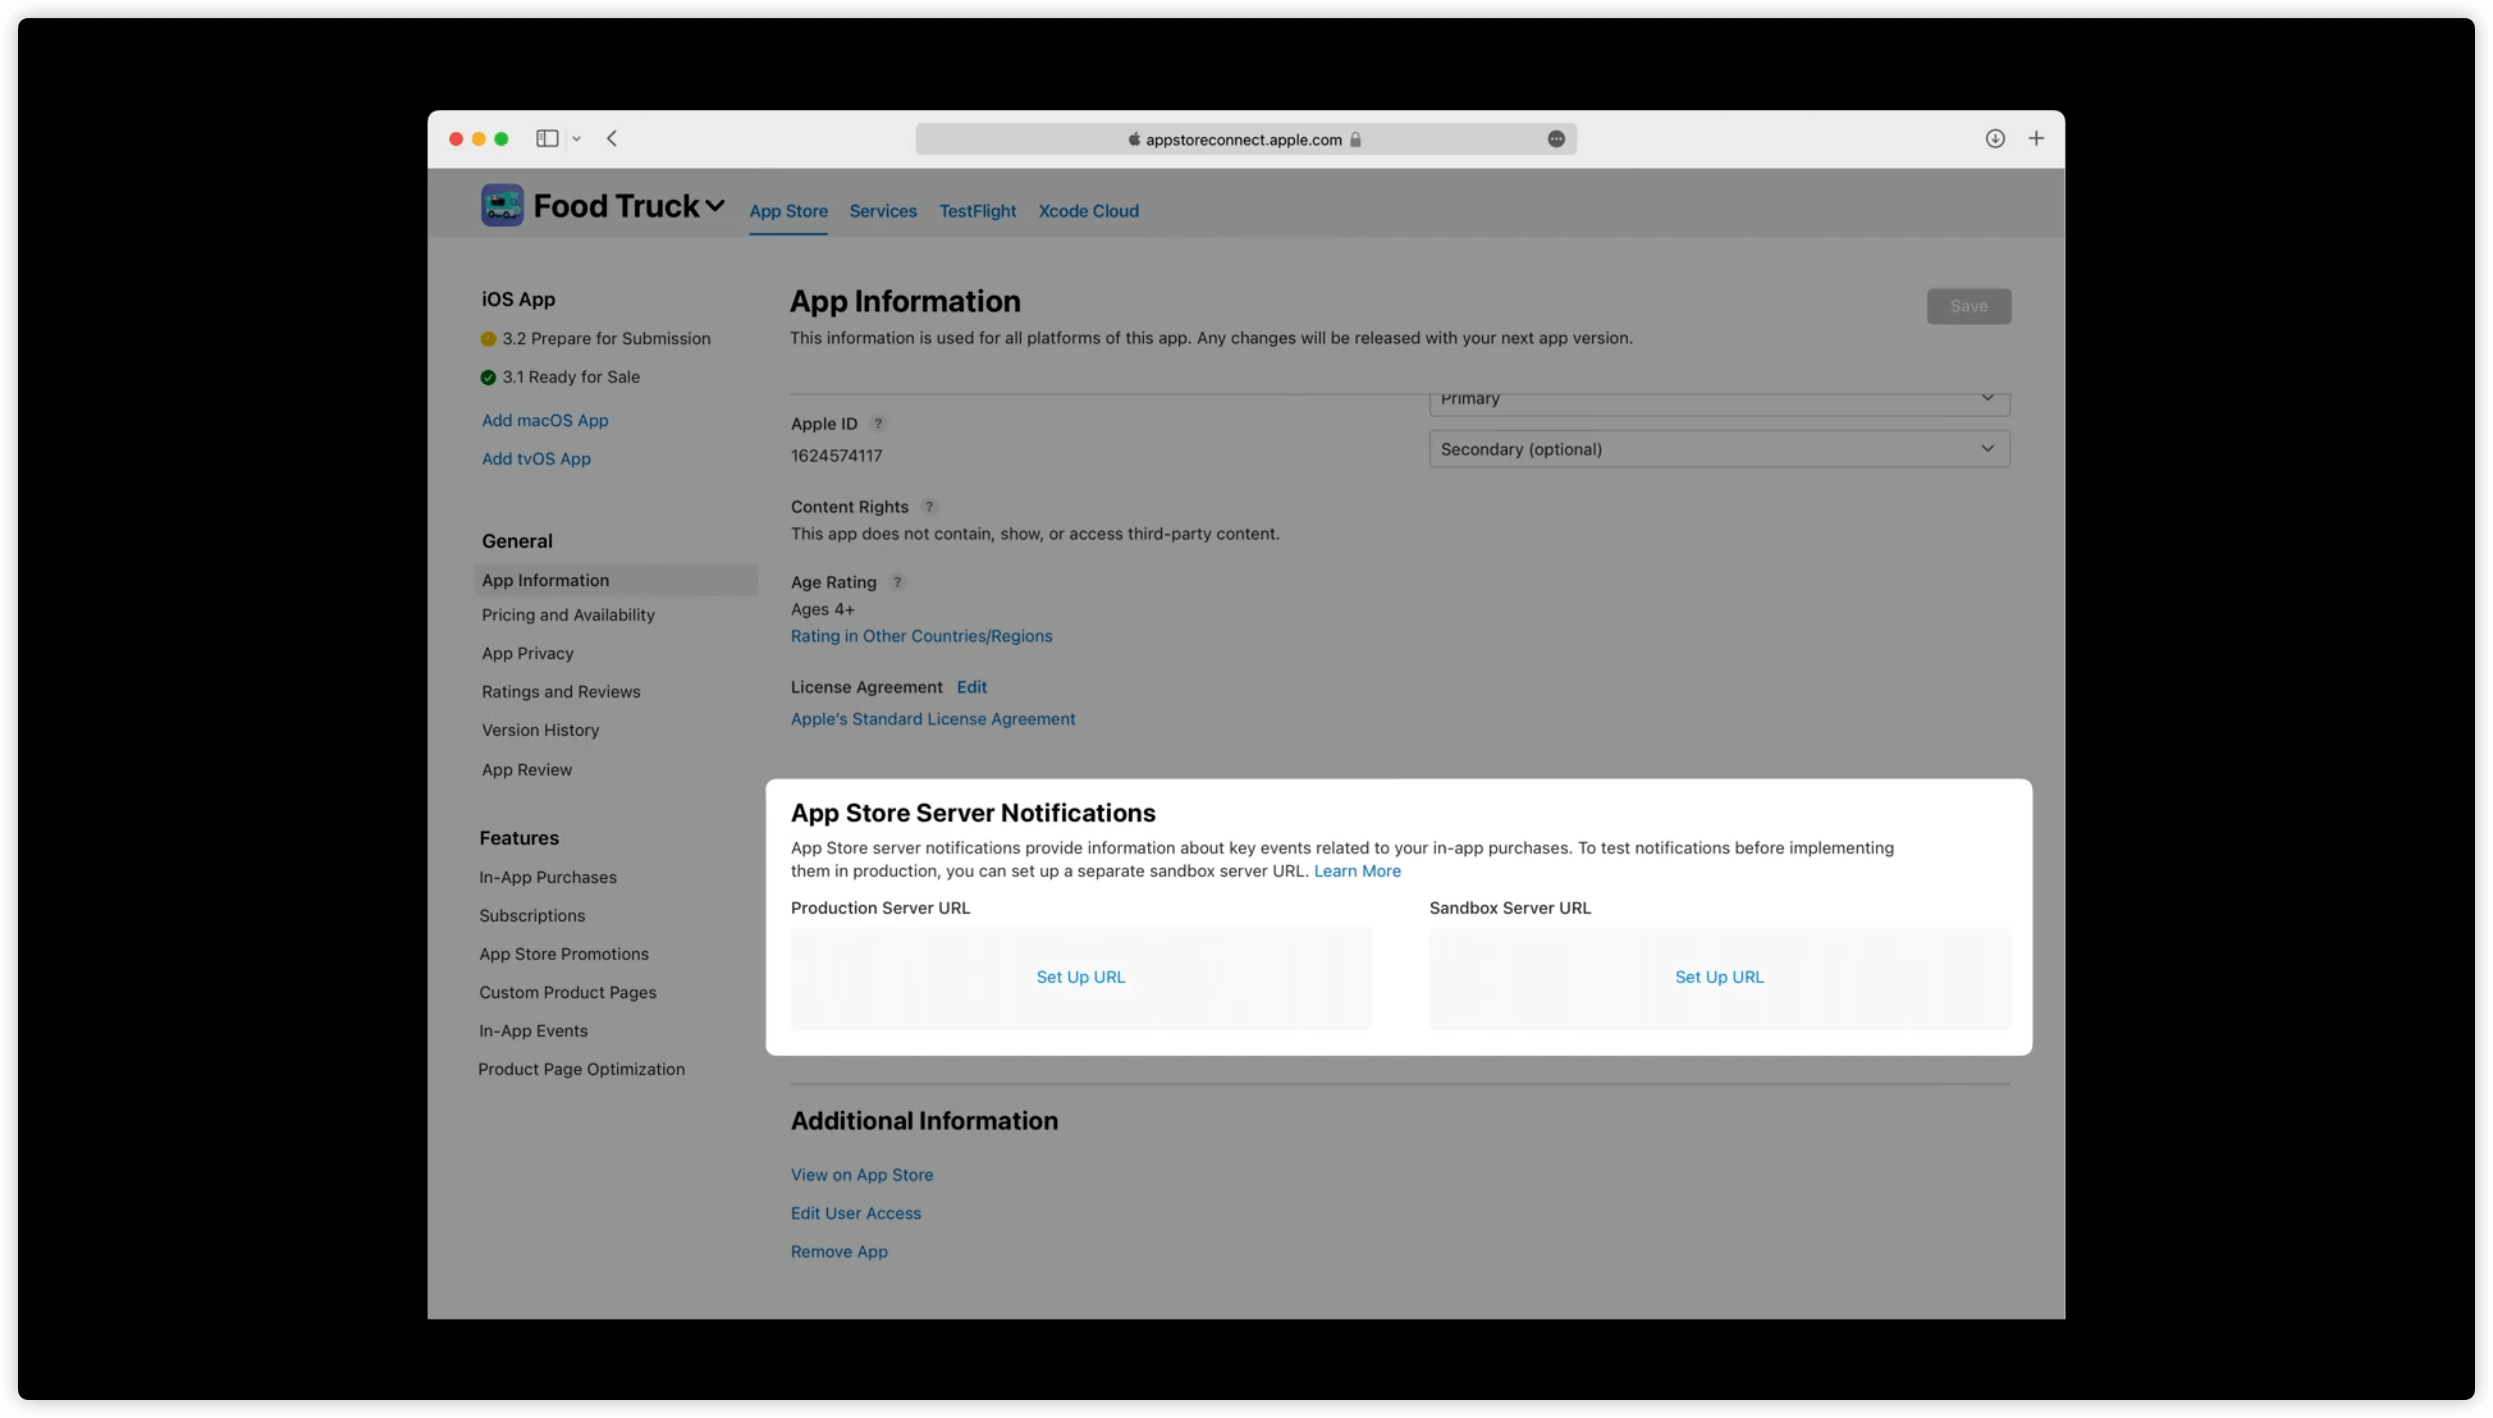 appstoreconnect.apple.com
Food Truck
App Store
Services
TestFlight
Xcode Cloud
iOS App
3.2 Prepare for Submission
3.1 Ready for Sale
Add macOS App
Add tvOS App
General
App Information
Pricing and Availability
App Privacy
Ratings and Reviews
Version History
App Review
Features
In-App Purchases
Subscriptions
App Store Promotions
Custom Product Pages
In-App Events
Product Page Optimization
App Information
Save
This information is used for all platforms of this app. Any changes will be released with your next app version.
Primary
Apple ID ?
1624574117
Secondary (optional)
Content Rights ?
This app does not contain, show, or access third-party content.
Age Rating ?
Ages 4+
Rating in Other Countries/Regions
License Agreement Edit
Apple's Standard License Agreement
App Store Server Notifications
App Store server notifications provide information about key events related to your in-app purchases. To test notifications before implementing
them in production, you can set up a separate sandbox server URL. Learn More
Production Server URL
Set Up URL
Sandbox Server URL
Set Up URL
Additional Information
View on App Store
Edit User Access
Remove App